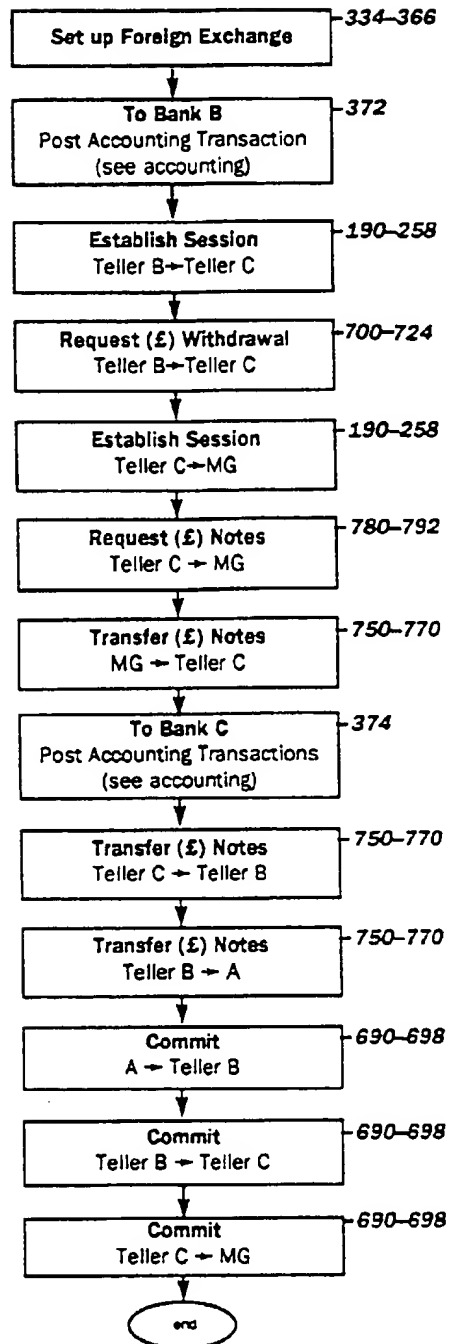 334–366
Set up Foreign Exchange
372
To Bank B
Post Accounting Transaction
(see accounting)
190–258
Establish Session
Teller B→Teller C
700–724
Request (£) Withdrawal
Teller B→Teller C
190–258
Establish Session
Teller C→MG
780–792
Request (£) Notes
Teller C → MG
750–770
Transfer (£) Notes
MG → Teller C
374
To Bank C
Post Accounting Transactions
(see accounting)
750–770
Transfer (£) Notes
Teller C → Teller B
750–770
Transfer (£) Notes
Teller B → A
690–698
Commit
A → Teller B
690–698
Commit
Teller B → Teller C
690–698
Commit
Teller C → MG
end